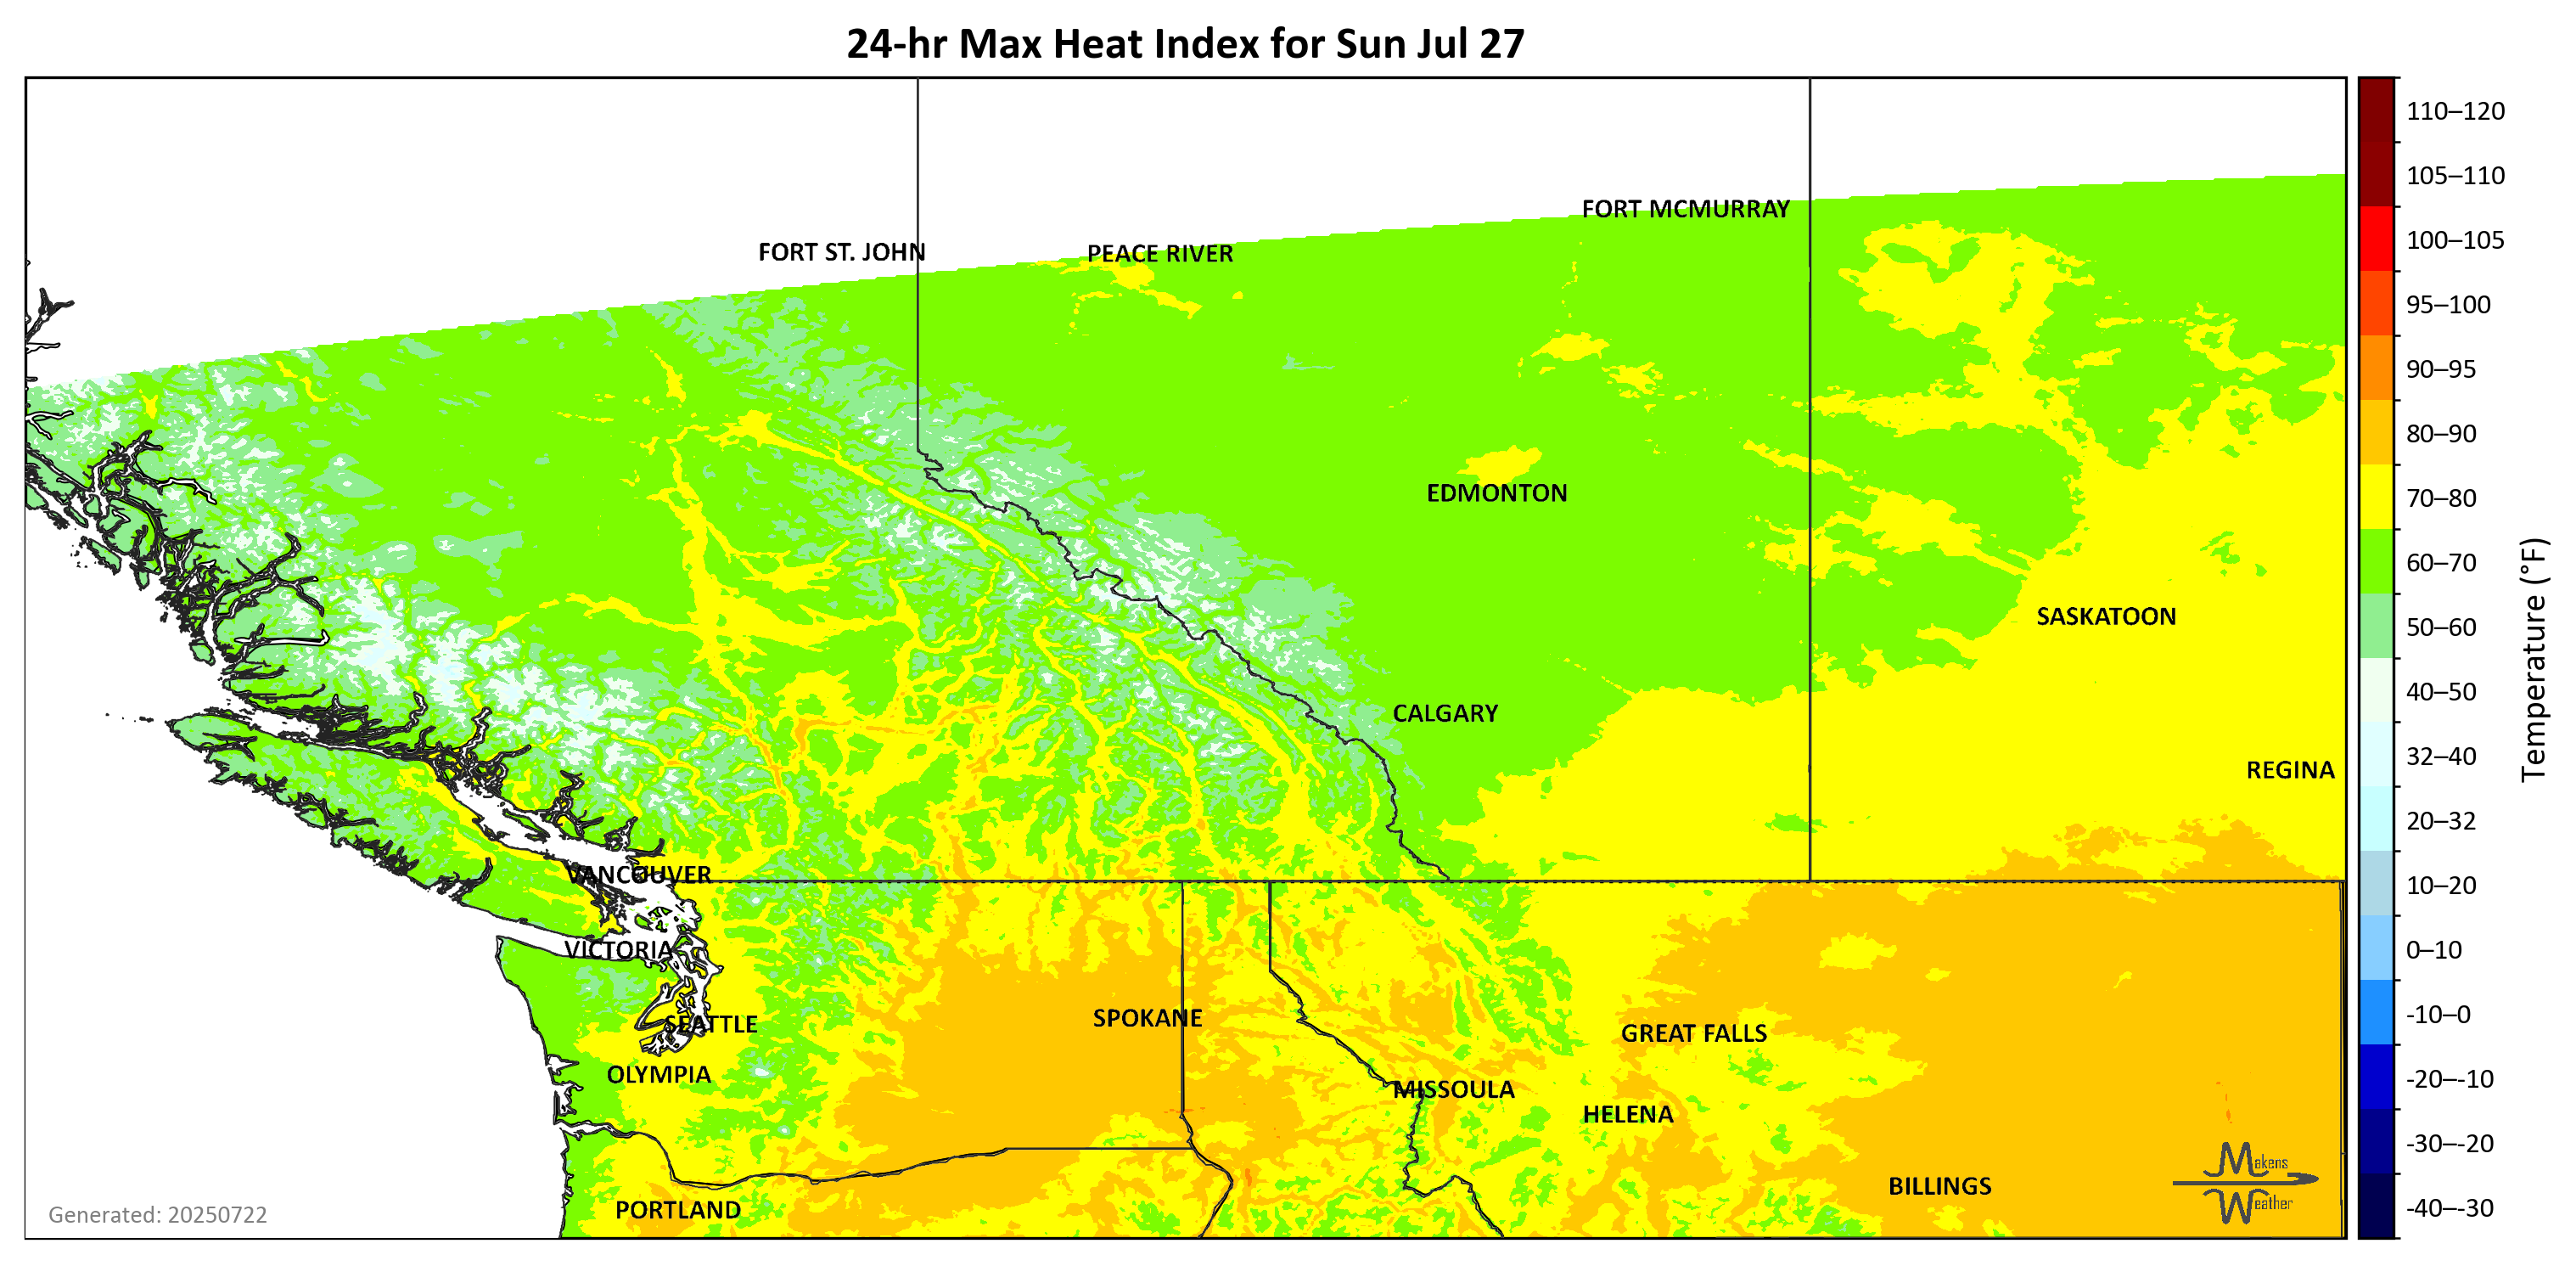 24-hr Max Heat Index for Sun Jul 27
110–120
105–110
100–105
95–100
90–95
80–90
70–80
60–70
50–60
40–50
32–40
20–32
10–20
0–10
-10–0
-20–-10
-30–-20
-40–-30
Temperature (°F)
FORT MCMURRAY
FORT ST. JOHN
PEACE RIVER
EDMONTON
SASKATOON
CALGARY
REGINA
VANCOUVER
VICTORIA
SEATTLE
SPOKANE
GREAT FALLS
OLYMPIA
MISSOULA
HELENA
BILLINGS
PORTLAND
Makens
Weather
Generated: 20250722